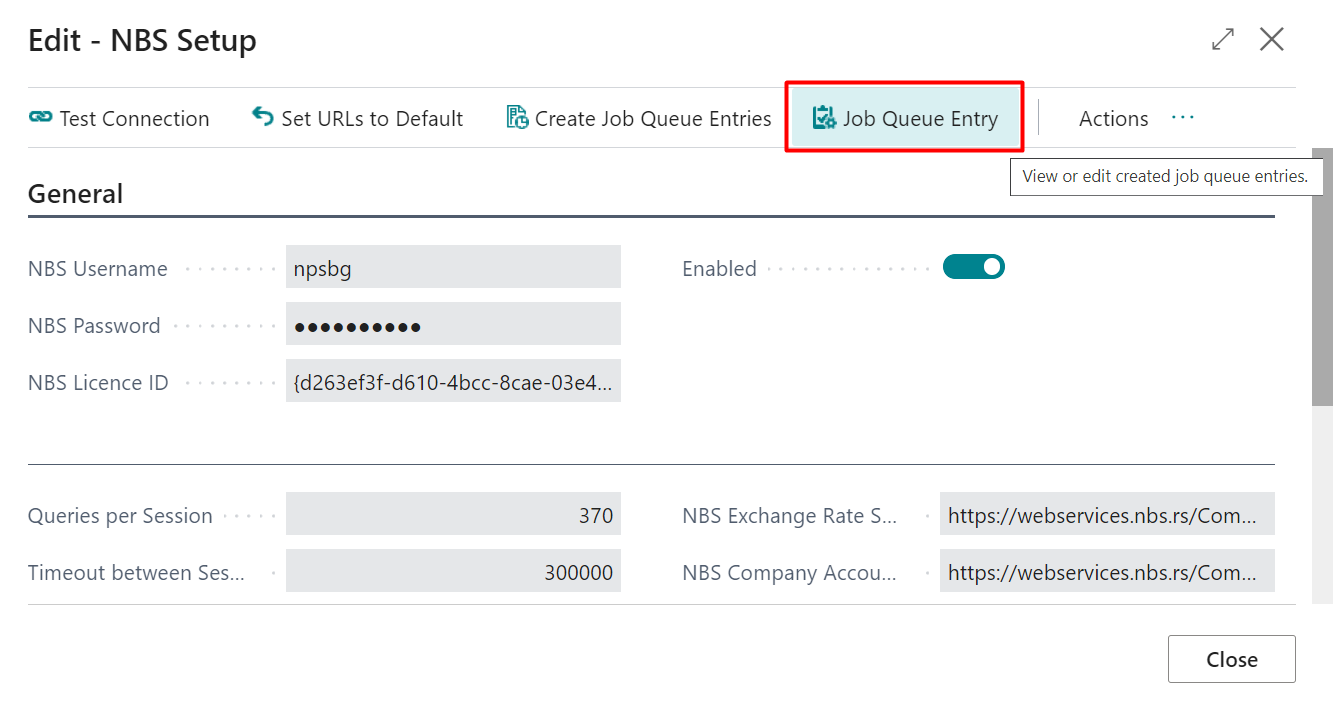 Edit - NBS Setup
Test Connection Set URLs to Default Create Job Queue Entries Job Queue Entry Actions ...
View or edit created job queue entries.
General
NBS Username npsbg Enabled
NBS Password ●●●●●●●●●●
NBS Licence ID {d263ef3f-d610-4bcc-8cae-03e4...
Queries per Session 370 NBS Exchange Rate S... https://webservices.nbs.rs/Com...
Timeout between Ses... 300000 NBS Company Accou... https://webservices.nbs.rs/Com...
Close